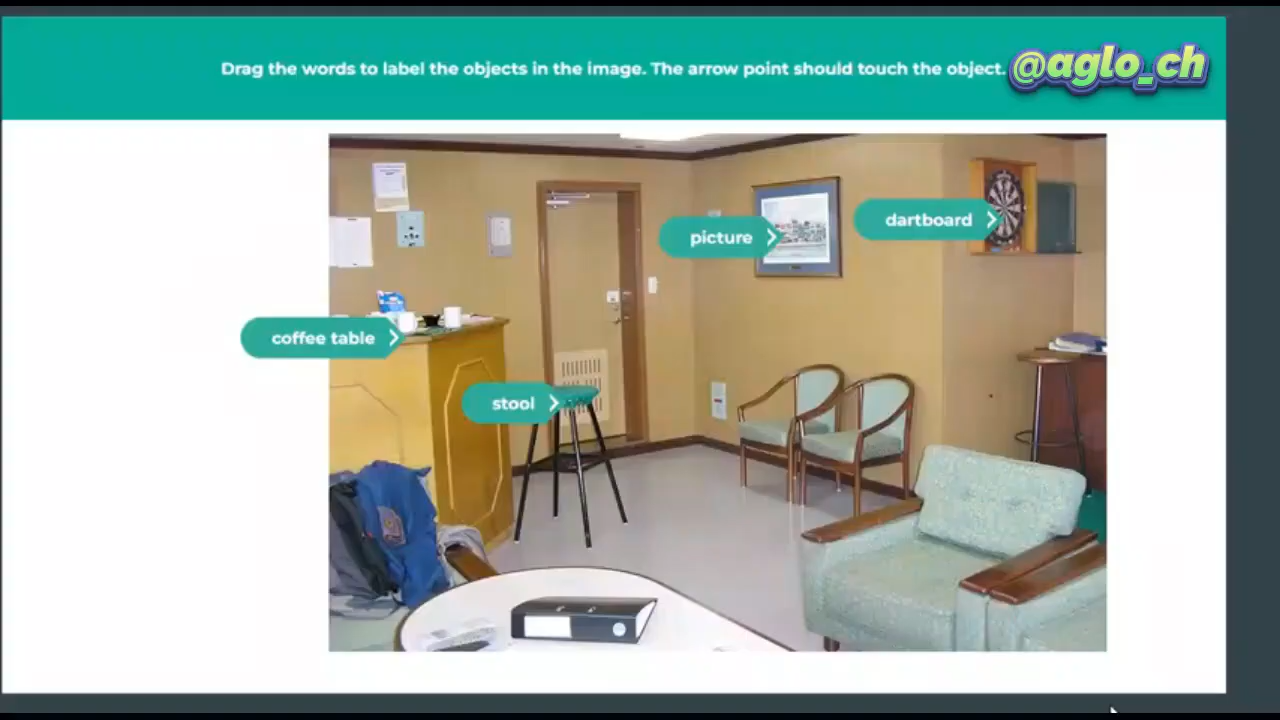 Drag the words to label the objects in the image. The arrow point should touch the object.
@aglo_ch
dartboard
picture
coffee table
stool